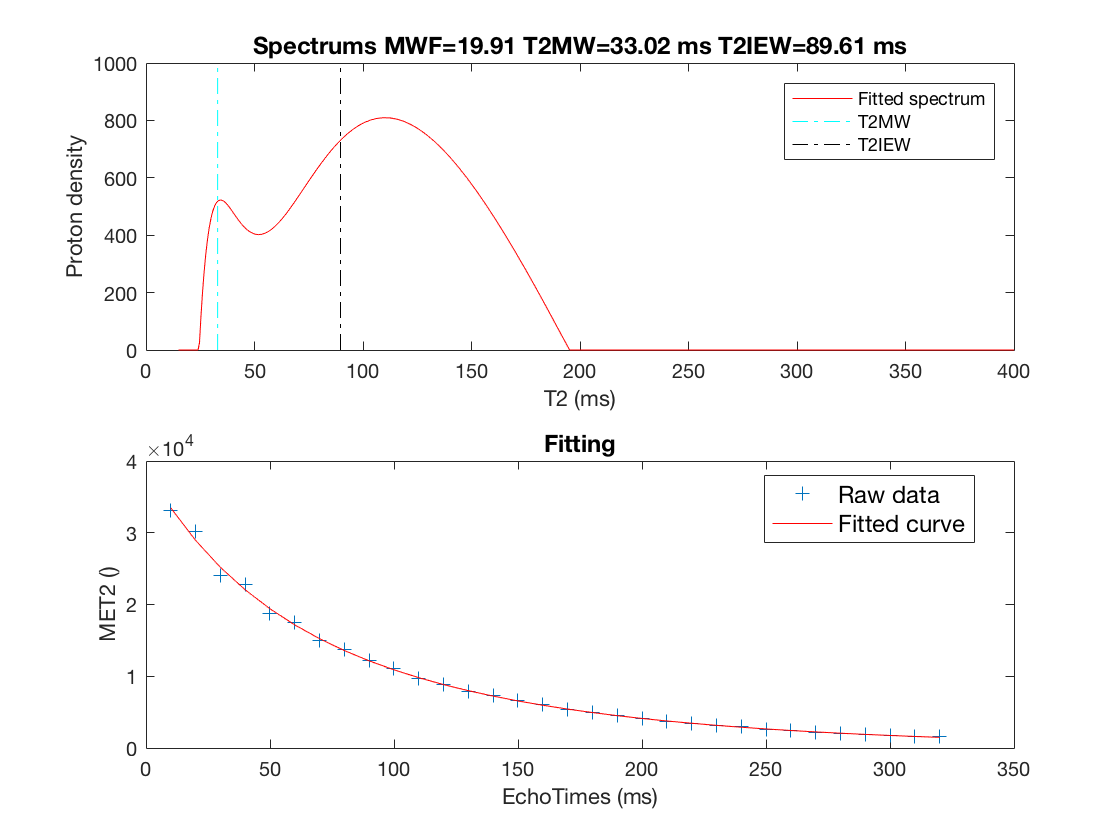 Spectrums MWF=19.91 T2MW=33.02 ms T2IEW=89.61 ms
1000
800
600
400
200
0
Proton density
Fitted spectrum
T2MW
T2IEW
0 50 100 150 200 250 300 350 400
T2 (ms)
Fitting
×10^4
4
3
2
1
0
MET2 ()
Raw data
Fitted curve
0 50 100 150 200 250 300 350
EchoTimes (ms)